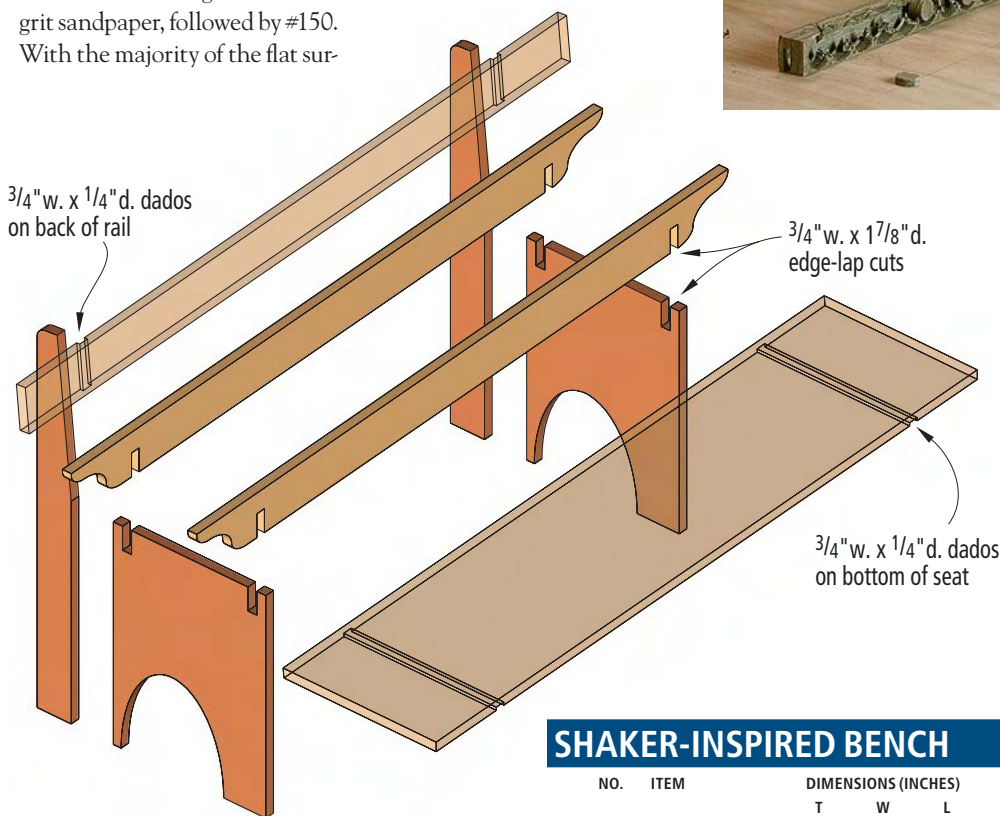 grit sandpaper, followed by #150.
With the majority of the flat sur-
3/4"w. x 1/4"d. dados
on back of rail
3/4"w. x 1 7/8"d.
edge-lap cuts
3/4"w. x 1/4"d. dados
on bottom of seat
SHAKER-INSPIRED BENCH
NO. ITEM DIMENSIONS (INCHES)
T W L